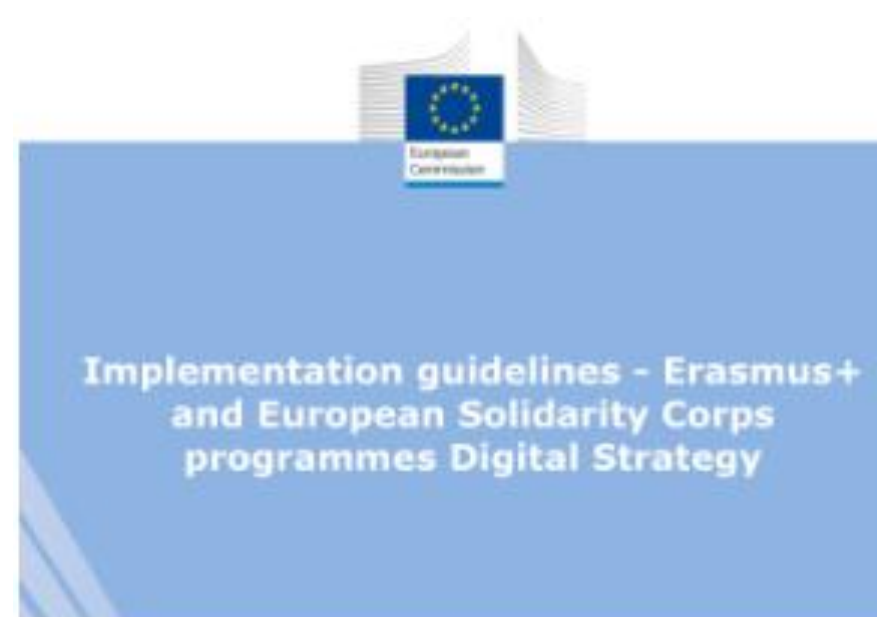 European
Commission
Implementation guidelines - Erasmus+
and European Solidarity Corps
programmes Digital Strategy